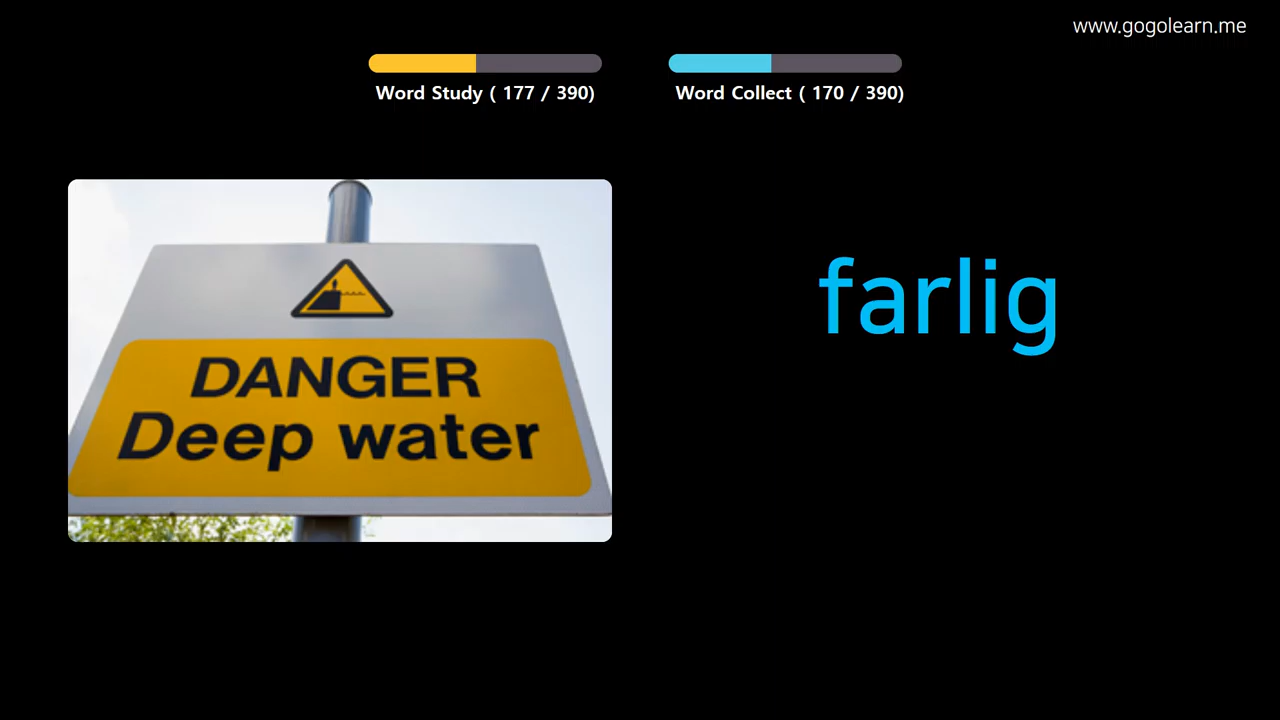 www.gogolearn.me
Word Study ( 177 / 390)
Word Collect ( 170 / 390)
DANGER
Deep water
farlig